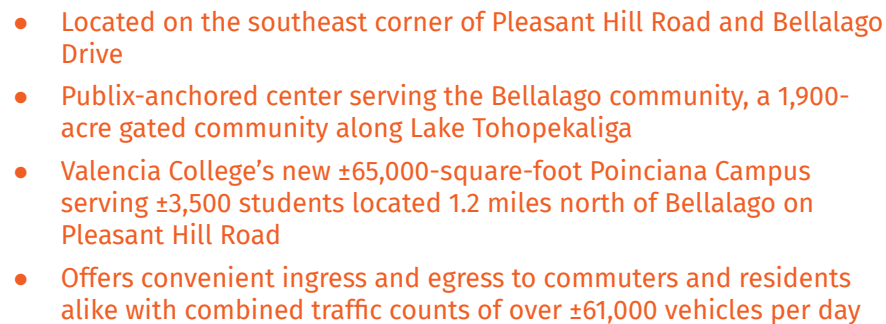 ● Located on the southeast corner of Pleasant Hill Road and Bellalago
Drive
● Publix-anchored center serving the Bellalago community, a 1,900-
acre gated community along Lake Tohopekaliga
● Valencia College’s new ±65,000-square-foot Poinciana Campus
serving ±3,500 students located 1.2 miles north of Bellalago on
Pleasant Hill Road
● Offers convenient ingress and egress to commuters and residents
alike with combined traffic counts of over ±61,000 vehicles per day